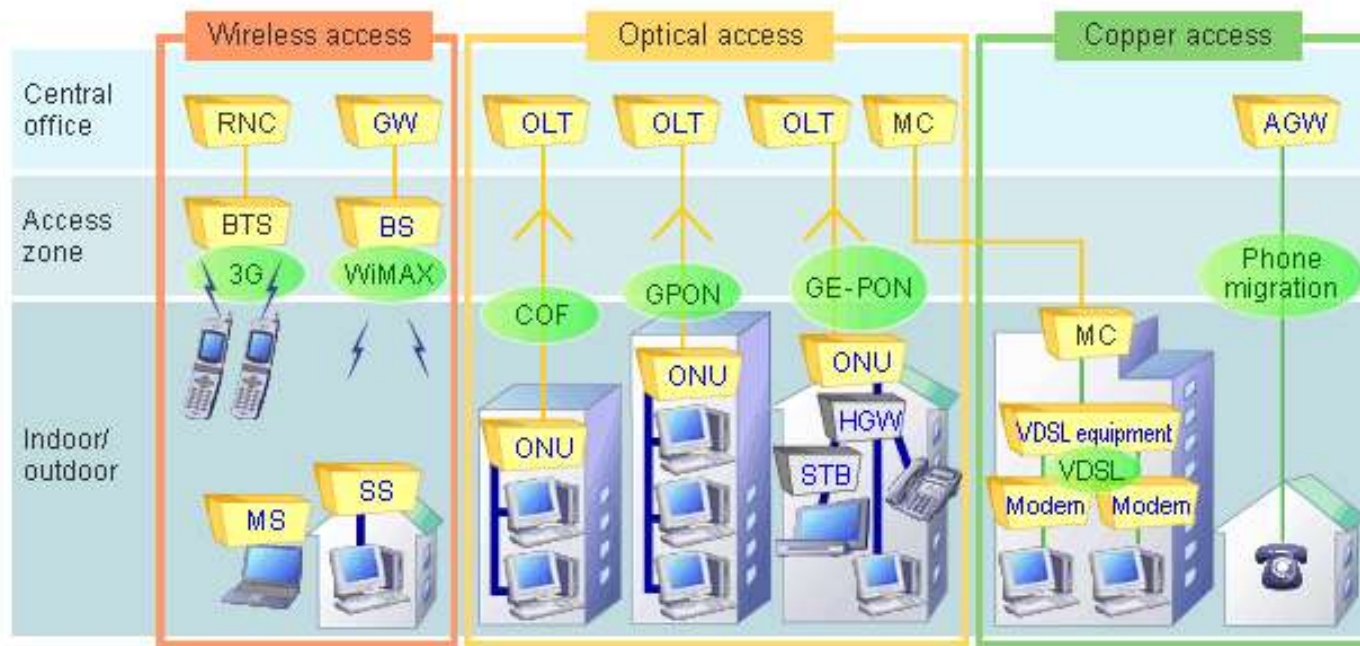 Wireless access
Optical access
Copper access
Central
office
RNC
GW
OLT
OLT
OLT
MC
AGW
Access
zone
BTS
BS
3G
WiMAX
COF
GPON
GE-PON
Phone
migration
Indoor/
outdoor
MC
ONU
ONU
ONU
HGW
STB
VDSL equipment
VDSL
Modem
Modem
SS
MS